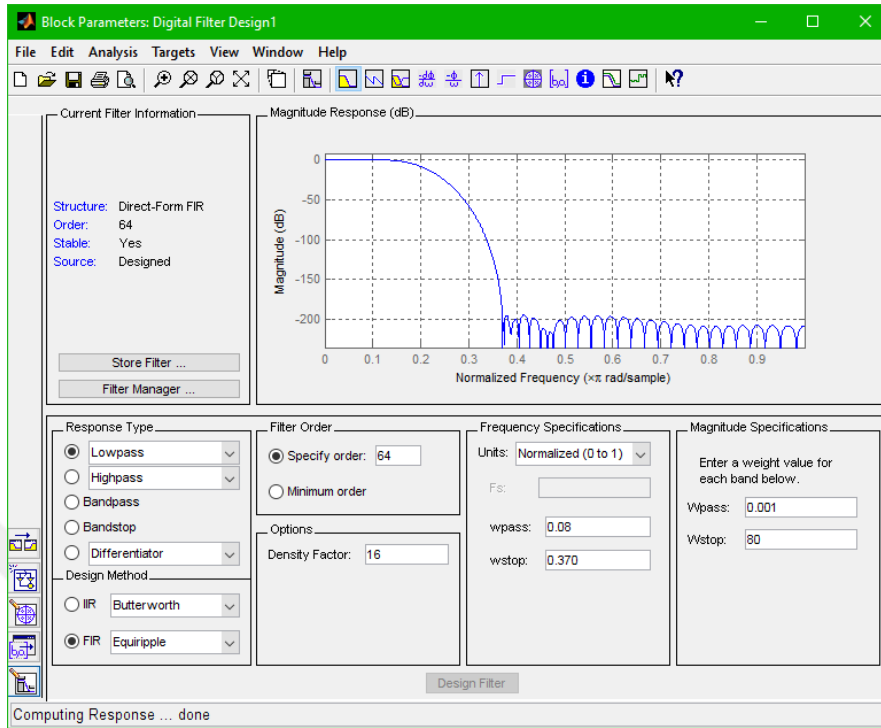 Block Parameters: Digital Filter Design1
File Edit Analysis Targets View Window Help
Current Filter Information
Structure: Direct-Form FIR
Order: 64
Stable: Yes
Source: Designed
Store Filter ...
Filter Manager ...
Magnitude Response (dB)
0
-50
-100
-150
-200
Magnitude (dB)
0 0.1 0.2 0.3 0.4 0.5 0.6 0.7 0.8 0.9
Normalized Frequency (×π rad/sample)
Response Type
Lowpass
Highpass
Bandpass
Bandstop
Differentiator
Design Method
IIR Butterworth
FIR Equiripple
Filter Order
Specify order: 64
Minimum order
Options
Density Factor: 16
Frequency Specifications
Units: Normalized (0 to 1)
Fs:
wpass: 0.08
wstop: 0.370
Magnitude Specifications
Enter a weight value for
each band below.
Wpass: 0.001
Wstop: 80
Design Filter
Computing Response ... done